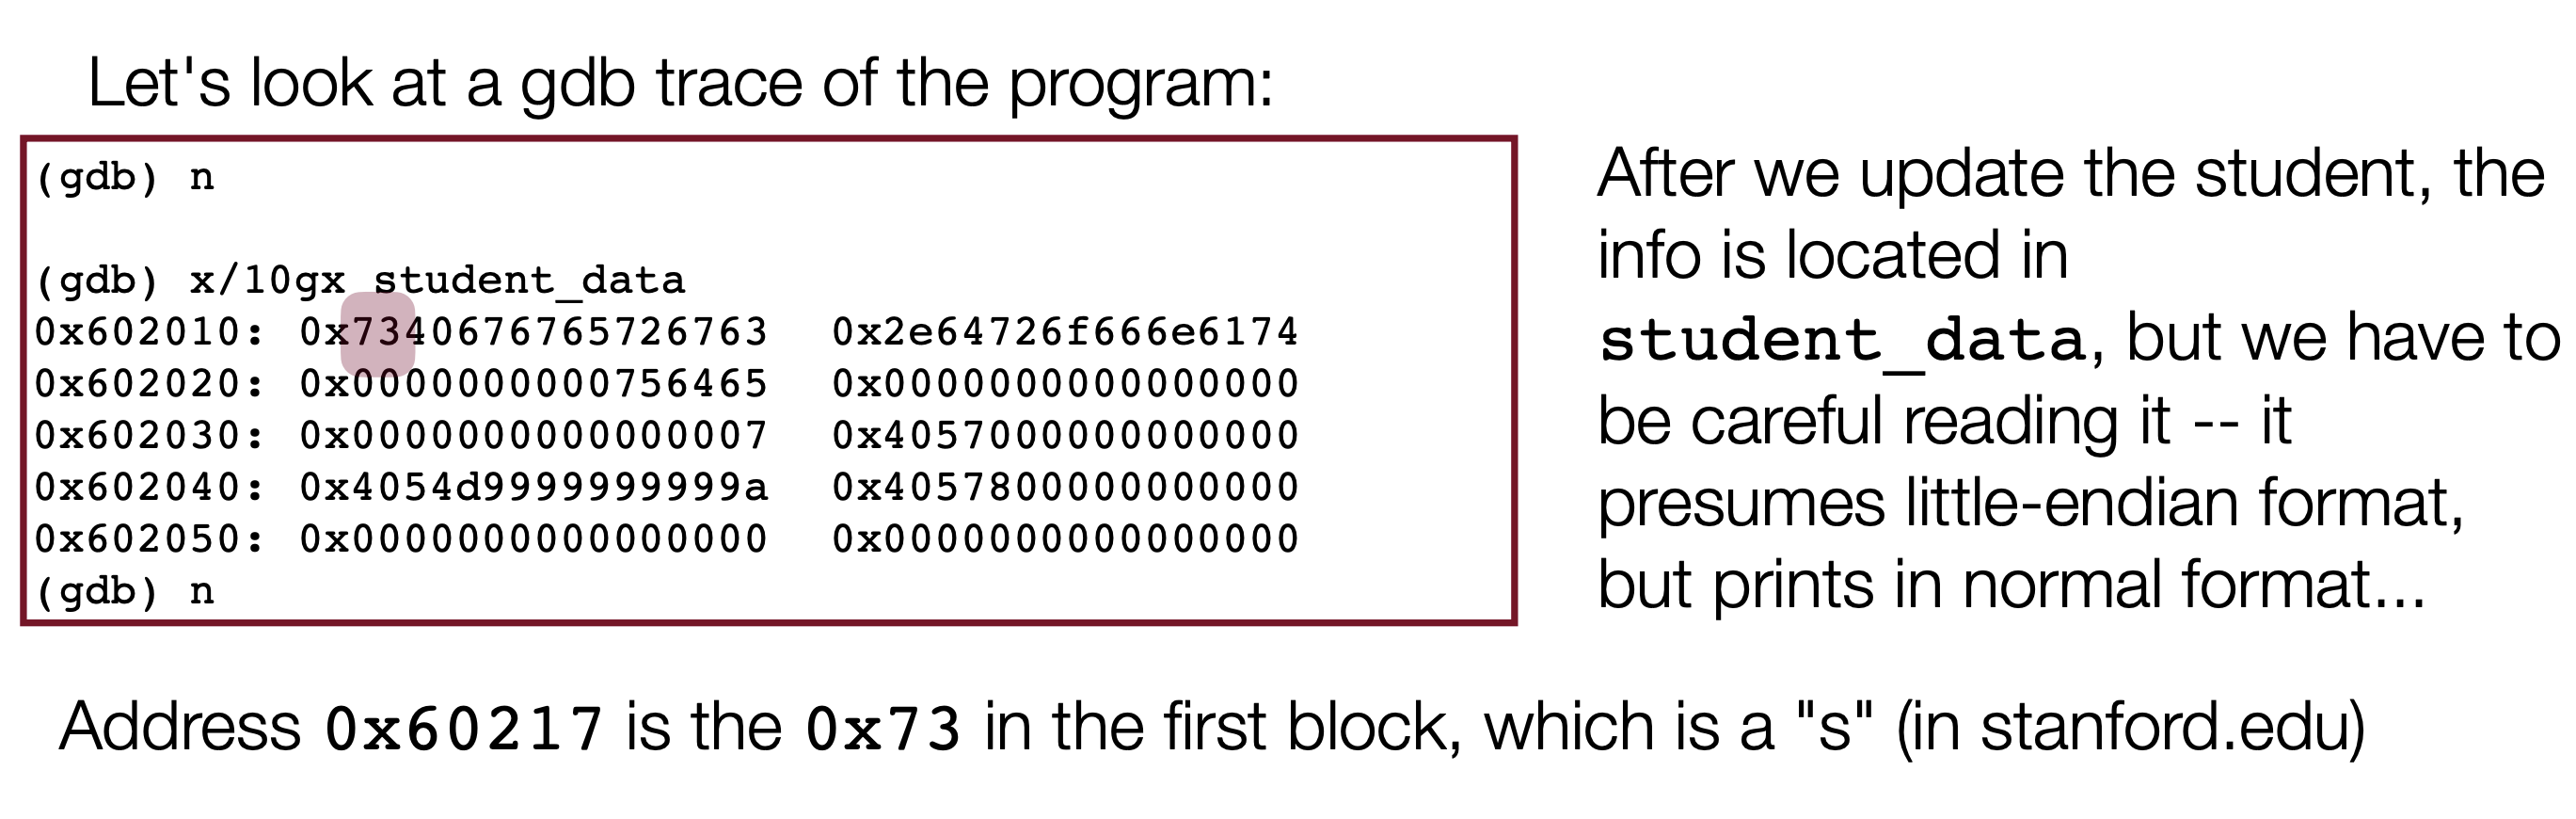 Let's look at a gdb trace of the program:
(gdb) n
(gdb) x/10gx student_data
0x602010: 0x7340676765726763 0x2e64726f666e6174
0x602020: 0x0000000000756465 0x0000000000000000
0x602030: 0x0000000000000007 0x4057000000000000
0x602040: 0x4054d9999999999a 0x4057800000000000
0x602050: 0x0000000000000000 0x0000000000000000
(gdb) n
After we update the student, the
info is located in
student_data, but we have to
be careful reading it -- it
presumes little-endian format,
but prints in normal format...
Address 0x60217 is the 0x73 in the first block, which is a "s" (in stanford.edu)